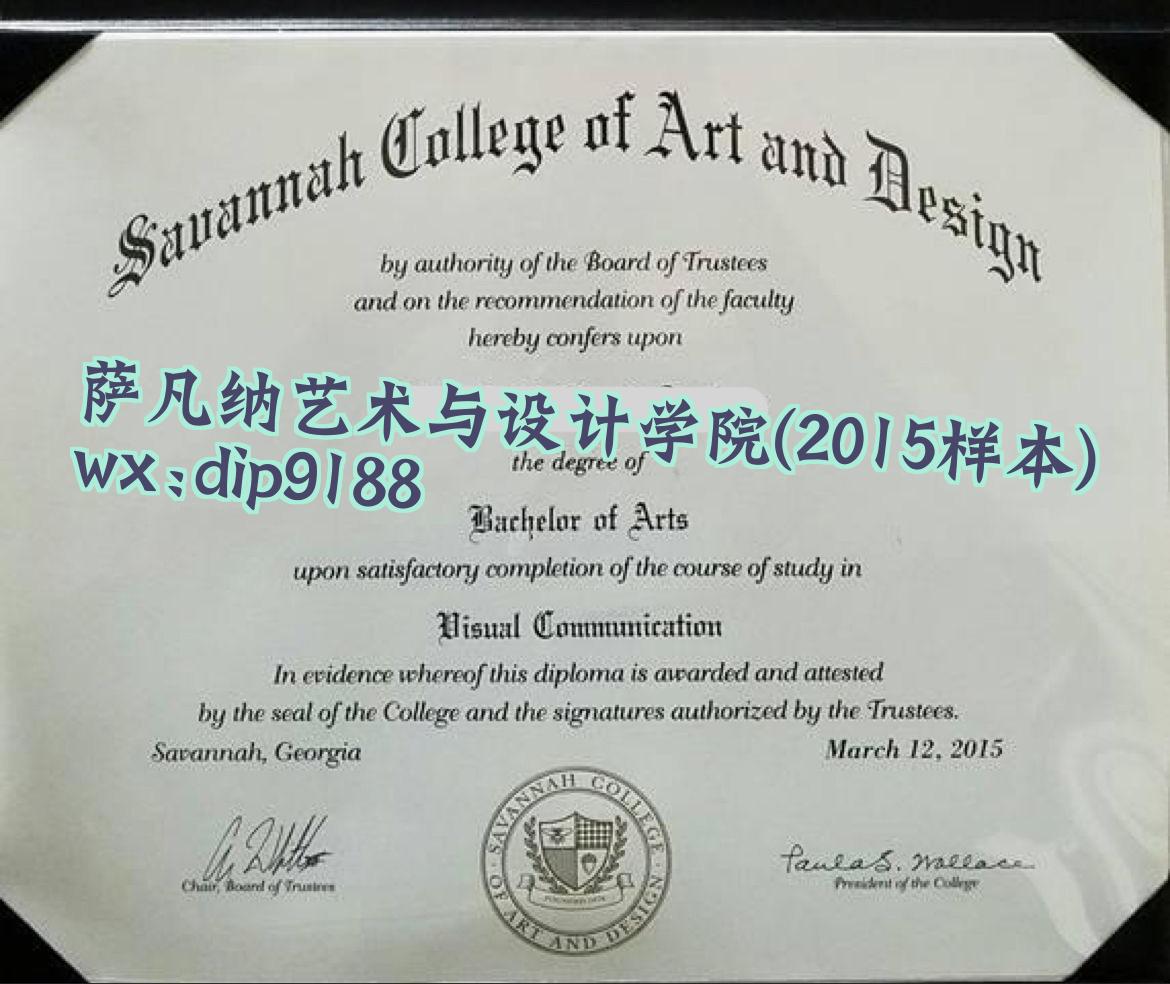 Savannah College of Art and Design
by authority of the Board of Trustees
and on the recommendation of the faculty
hereby confers upon
萨凡纳艺术与设计学院(2015样本)
wx:dip9188
the degree of
Bachelor of Arts
upon satisfactory completion of the course of study in
Visual Communication
In evidence whereof this diploma is awarded and attested
by the seal of the College and the signatures authorized by the Trustees.
Savannah, Georgia
March 12, 2015
Chair, Board of Trustees
Paula S. Wallace
President of the College
SAVANNAH COLLEGE OF ART AND DESIGN